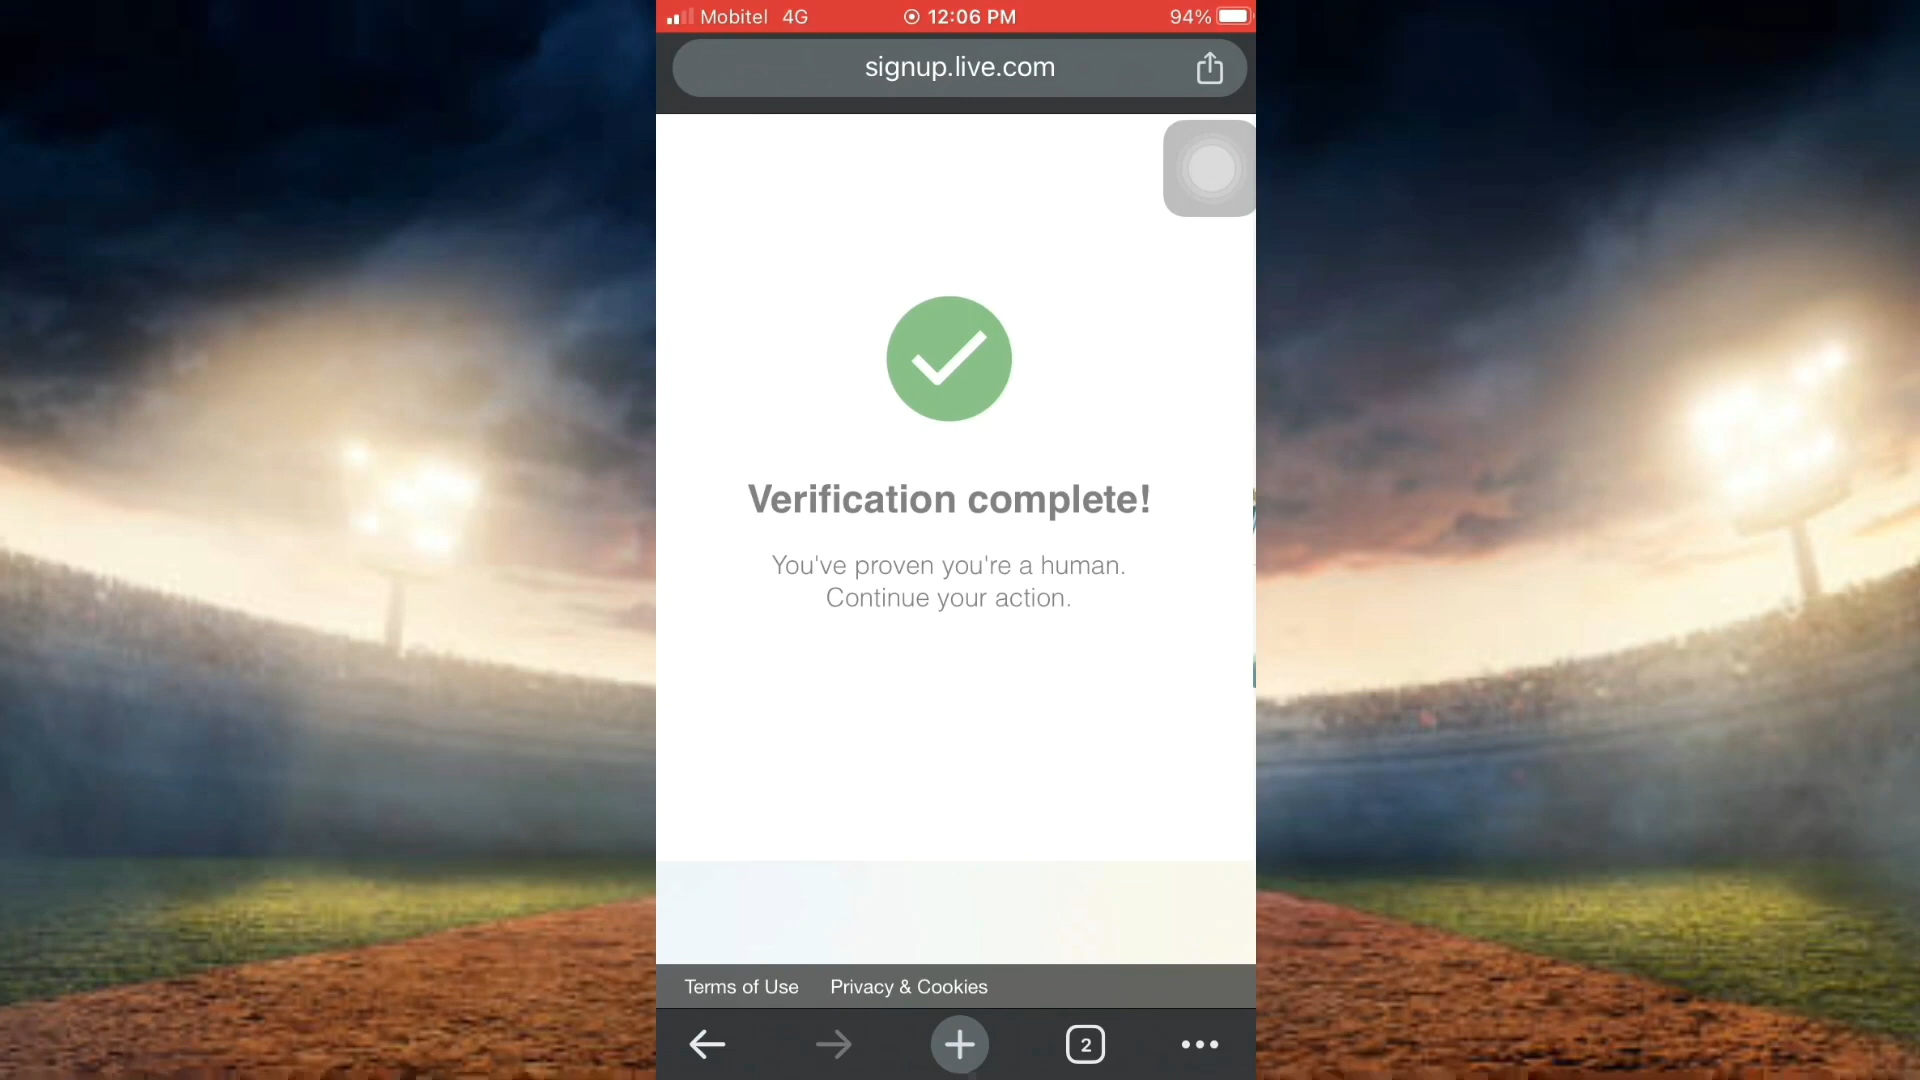 Mobitel 4G 12:06 PM 94%
signup.live.com
Verification complete!
You've proven you're a human.
Continue your action.
Terms of Use Privacy & Cookies
2